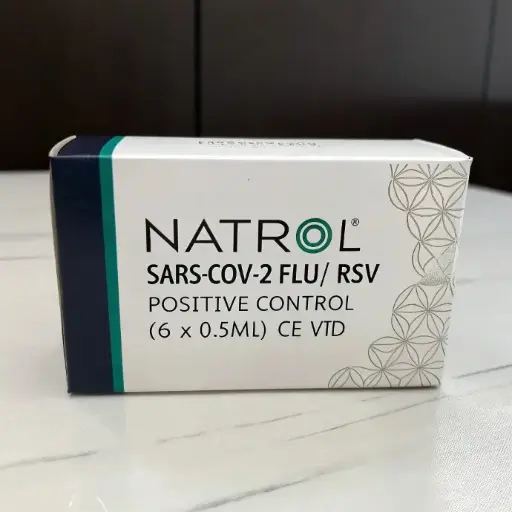 NATROL®
SARS-COV-2 FLU/ RSV
POSITIVE CONTROL
(6 x 0.5ML) CE VTD